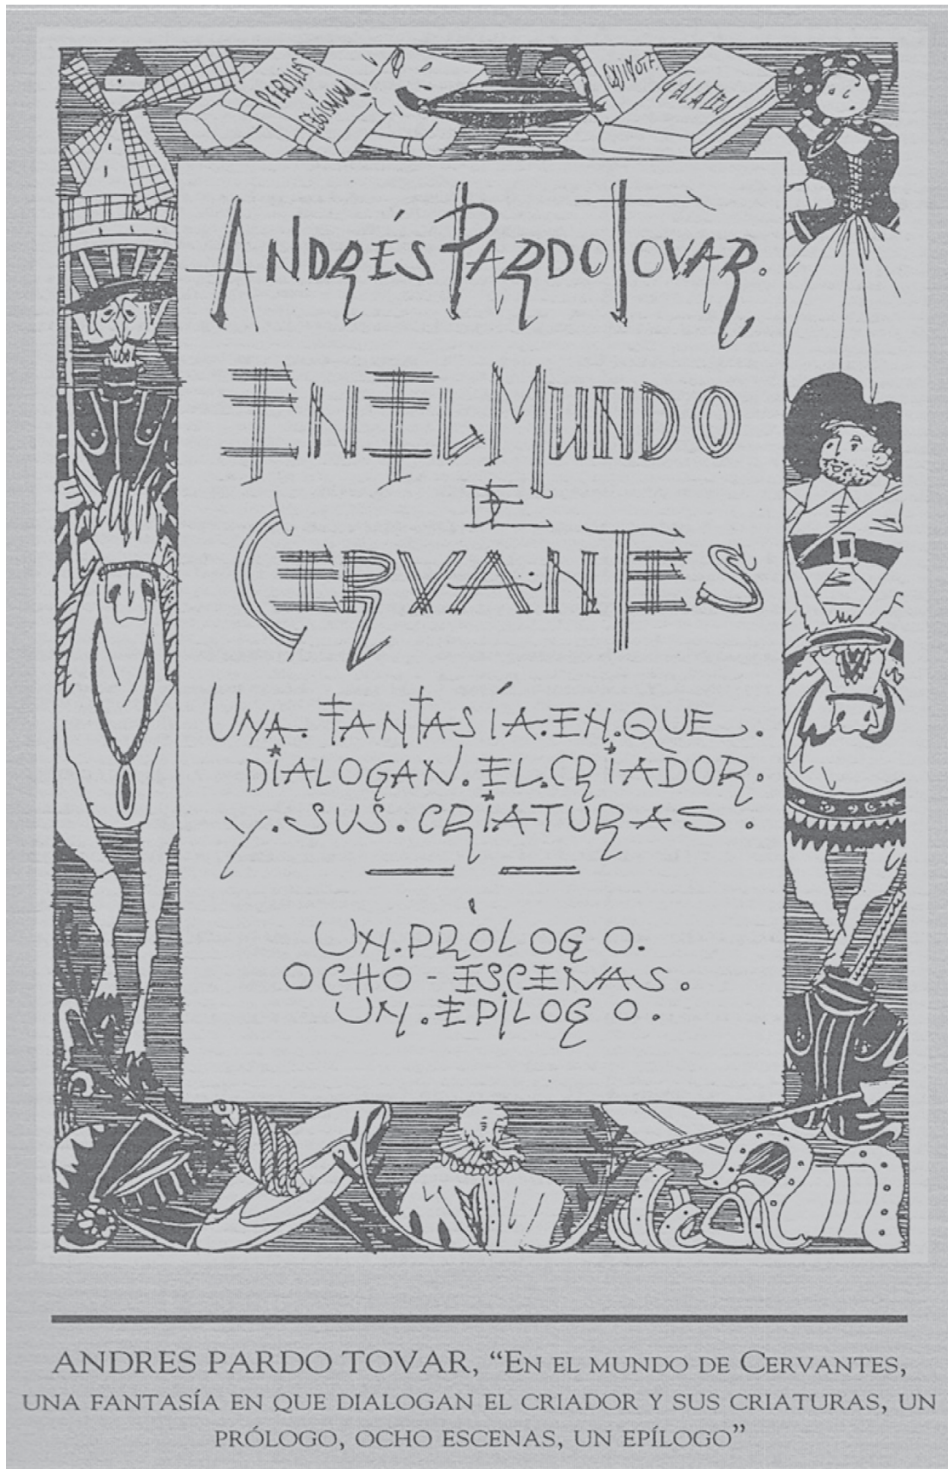 PERSILES
SEGISMUNDA
QUIJOTE
GALATEA
ANDRÉS PARDO TOVAR.
EN EL MUNDO
DE
CERVANTES
UNA.FANTASÍA.EN.QUE.
DIALOGAN.EL.CRIADOR.
Y.SUS.CRIATURAS.
UN.PRÓLOGO.
OCHO-ESCENAS.
UN.EPÍLOGO.
ANDRES PARDO TOVAR, “EN EL MUNDO DE CERVANTES,
UNA FANTASÍA EN QUE DIALOGAN EL CRIADOR Y SUS CRIATURAS, UN
PRÓLOGO, OCHO ESCENAS, UN EPÍLOGO”